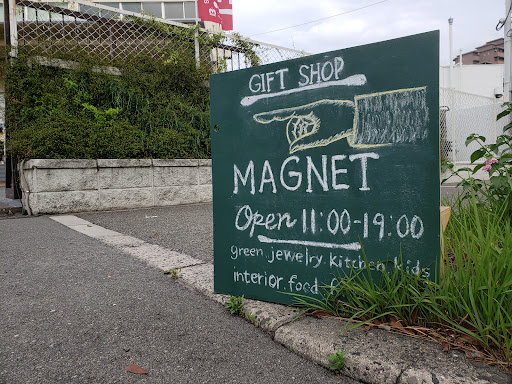 GIFT SHOP
MAGNET
Open 11:00-19:00
green.jewelry.kitchen.kids
interior.food